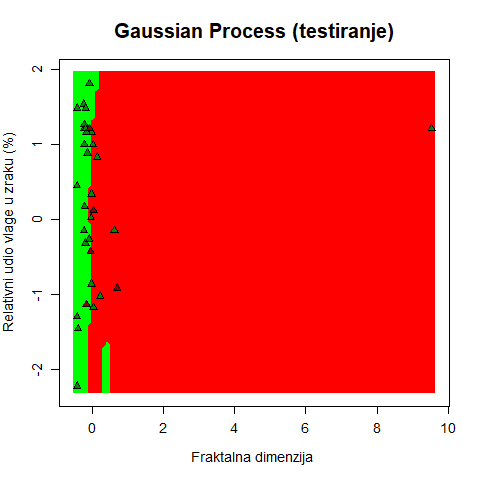 Gaussian Process (testiranje)
Relativni udio vlage u zraku (%)
2
1
0
-1
-2
0 2 4 6 8 10
Fraktalna dimenzija